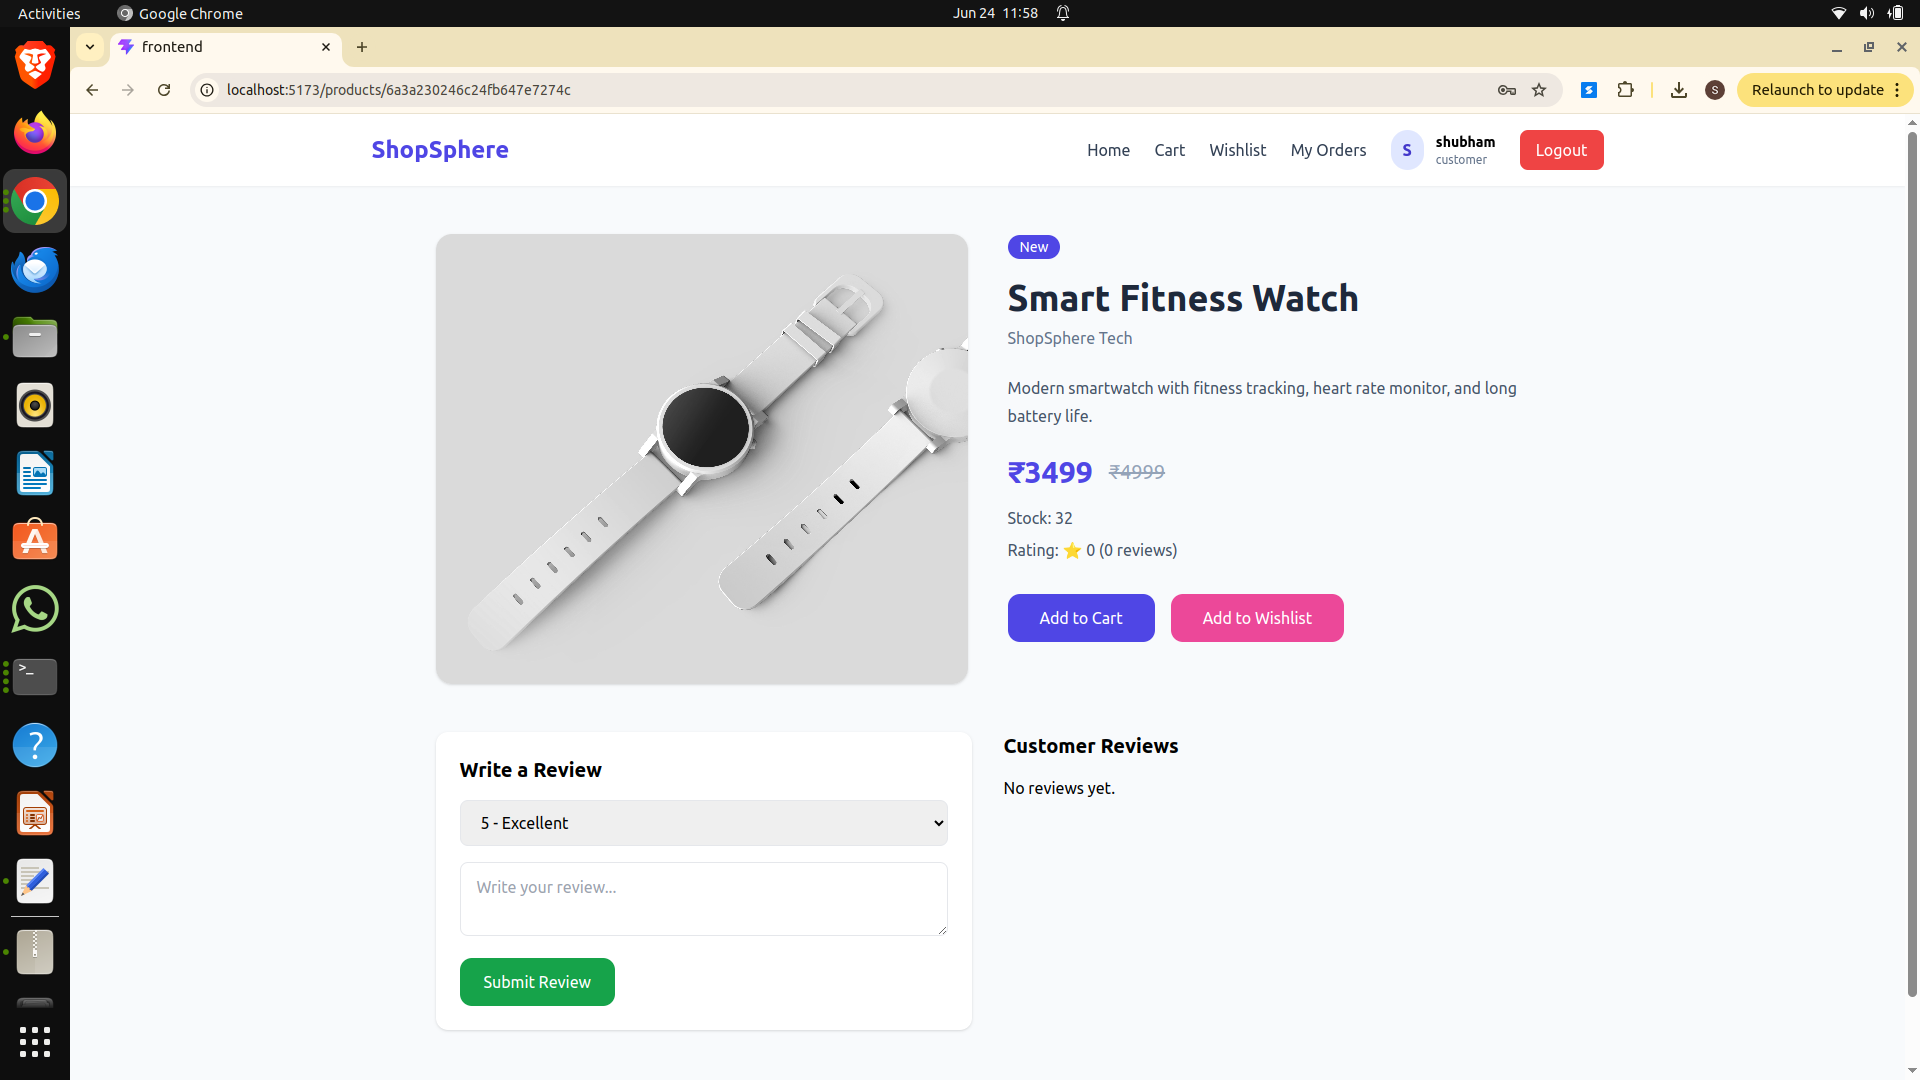 Activities
Google Chrome
Jun 24 11:58
frontend
localhost:5173/products/6a3a230246c24fb647e7274c
S
Relaunch to update
ShopSphere
Home
Cart
Wishlist
My Orders
S
shubham
customer
Logout
New
Smart Fitness Watch
ShopSphere Tech
Modern smartwatch with fitness tracking, heart rate monitor, and long
battery life.
₹3499 ₹4999
Stock: 32
Rating: ⭐ 0 (0 reviews)
Add to Cart
Add to Wishlist
Write a Review
5 - Excellent
Write your review...
Submit Review
Customer Reviews
No reviews yet.